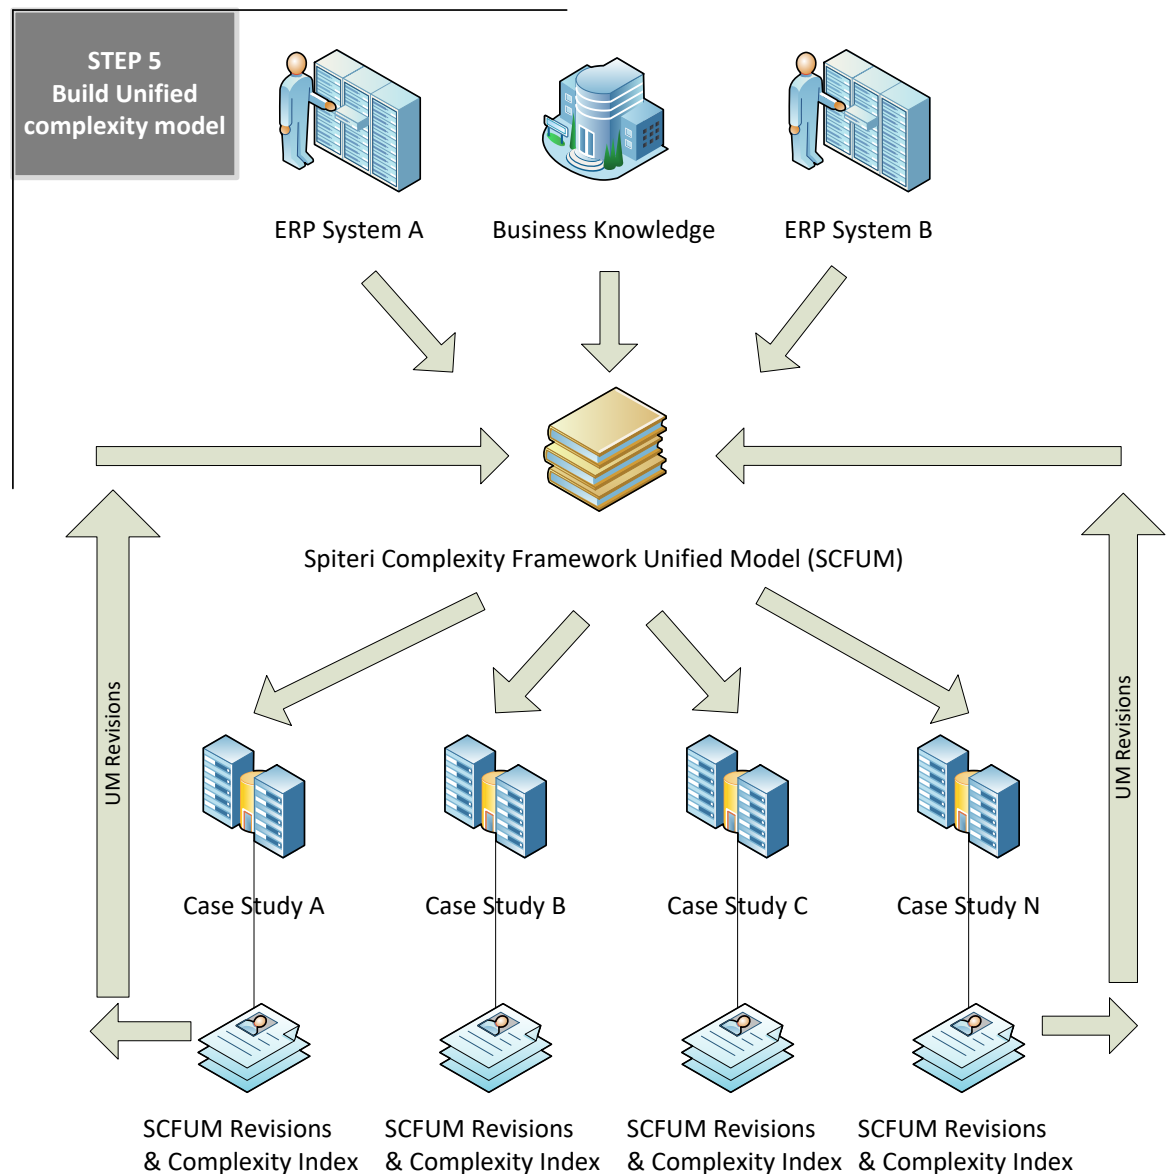 STEP 5
Build Unified
complexity model
ERP System A
Business Knowledge
ERP System B
Spiteri Complexity Framework Unified Model (SCFUM)
UM Revisions
UM Revisions
Case Study A
Case Study B
Case Study C
Case Study N
SCFUM Revisions
& Complexity Index
SCFUM Revisions
& Complexity Index
SCFUM Revisions
& Complexity Index
SCFUM Revisions
& Complexity Index